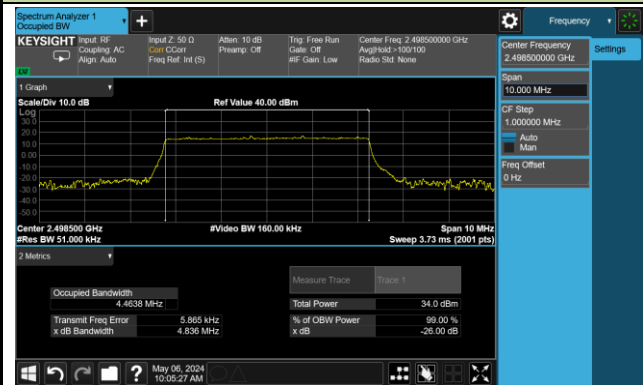 Spectrum Analyzer 1
Occupied BW
Frequency
KEYSIGHT
Input: RF
Coupling: AC
Align: Auto
Input Z: 50 Ω
Corr CCorr
Freq Ref: Int (S)
Atten: 10 dB
Preamp: Off
Trig: Free Run
Gate: Off
#IF Gain: Low
Center Freq: 2.498500000 GHz
Avg|Hold:>100/100
Radio Std: None
Center Frequency
2.498500000 GHz
Settings
Span
10.000 MHz
CF Step
1.000000 MHz
Auto
Man
Freq Offset
0 Hz
1 Graph
Scale/Div 10.0 dB
Ref Value 40.00 dBm
Log
30.0
20.0
10.0
0.00
-10.0
-20.0
-30.0
-40.0
-50.0
Center 2.498500 GHz
#Video BW 160.00 kHz
Span 10 MHz
#Res BW 51.000 kHz
Sweep 3.73 ms (2001 pts)
2 Metrics
Measure Trace
Trace 1
Occupied Bandwidth
4.4638 MHz
Total Power
34.0 dBm
Transmit Freq Error
5.865 kHz
% of OBW Power
99.00 %
x dB Bandwidth
4.836 MHz
x dB
-26.00 dB
?
May 06, 2024
10:05:27 AM